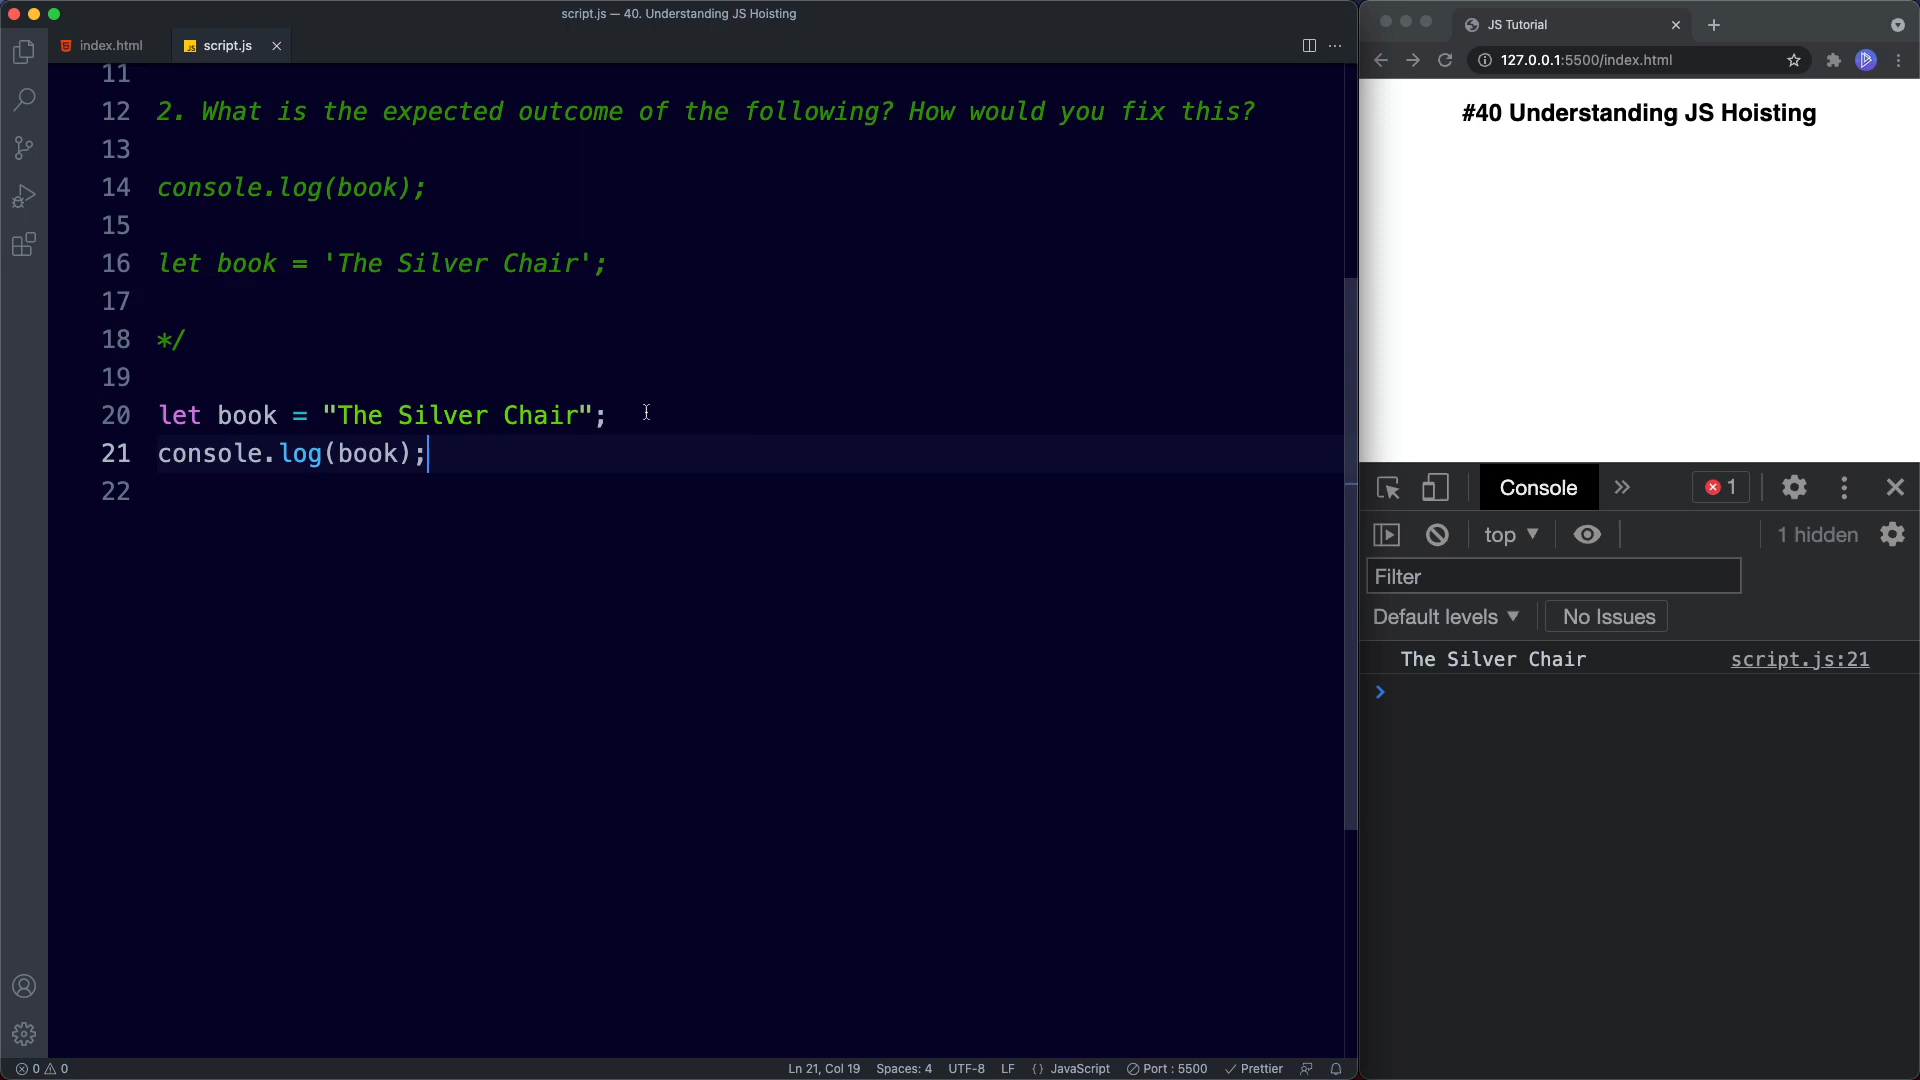 script.js — 40. Understanding JS Hoisting
index.html
script.js
11
12 2. What is the expected outcome of the following? How would you fix this?
13
14 console.log(book);
15
16 let book = 'The Silver Chair';
17
18 */
19
20 let book = "The Silver Chair";
21 console.log(book);
22
0 0
Ln 21, Col 19 Spaces: 4 UTF-8 LF {} JavaScript Port : 5500 Prettier
JS Tutorial
127.0.0.1:5500/index.html
#40 Understanding JS Hoisting
Console 1
top 1 hidden
Filter
Default levels No Issues
The Silver Chair script.js:21